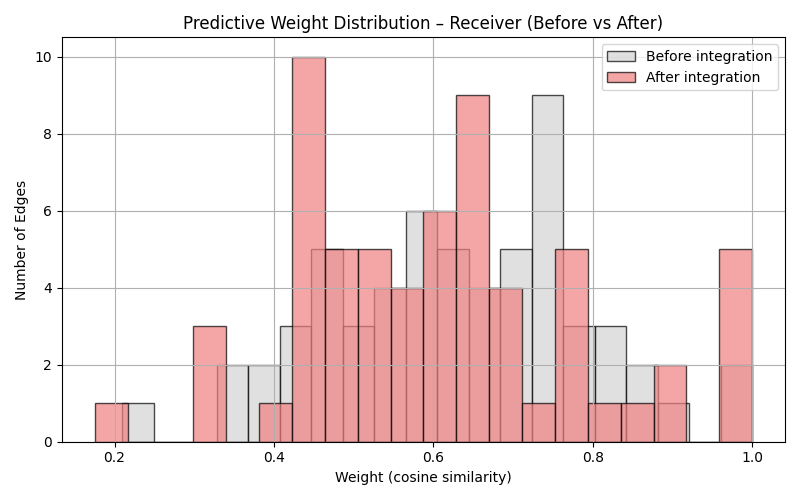 Predictive Weight Distribution – Receiver (Before vs After)
Before integration
After integration
Number of Edges
10
8
6
4
2
0
0.2 0.4 0.6 0.8 1.0
Weight (cosine similarity)